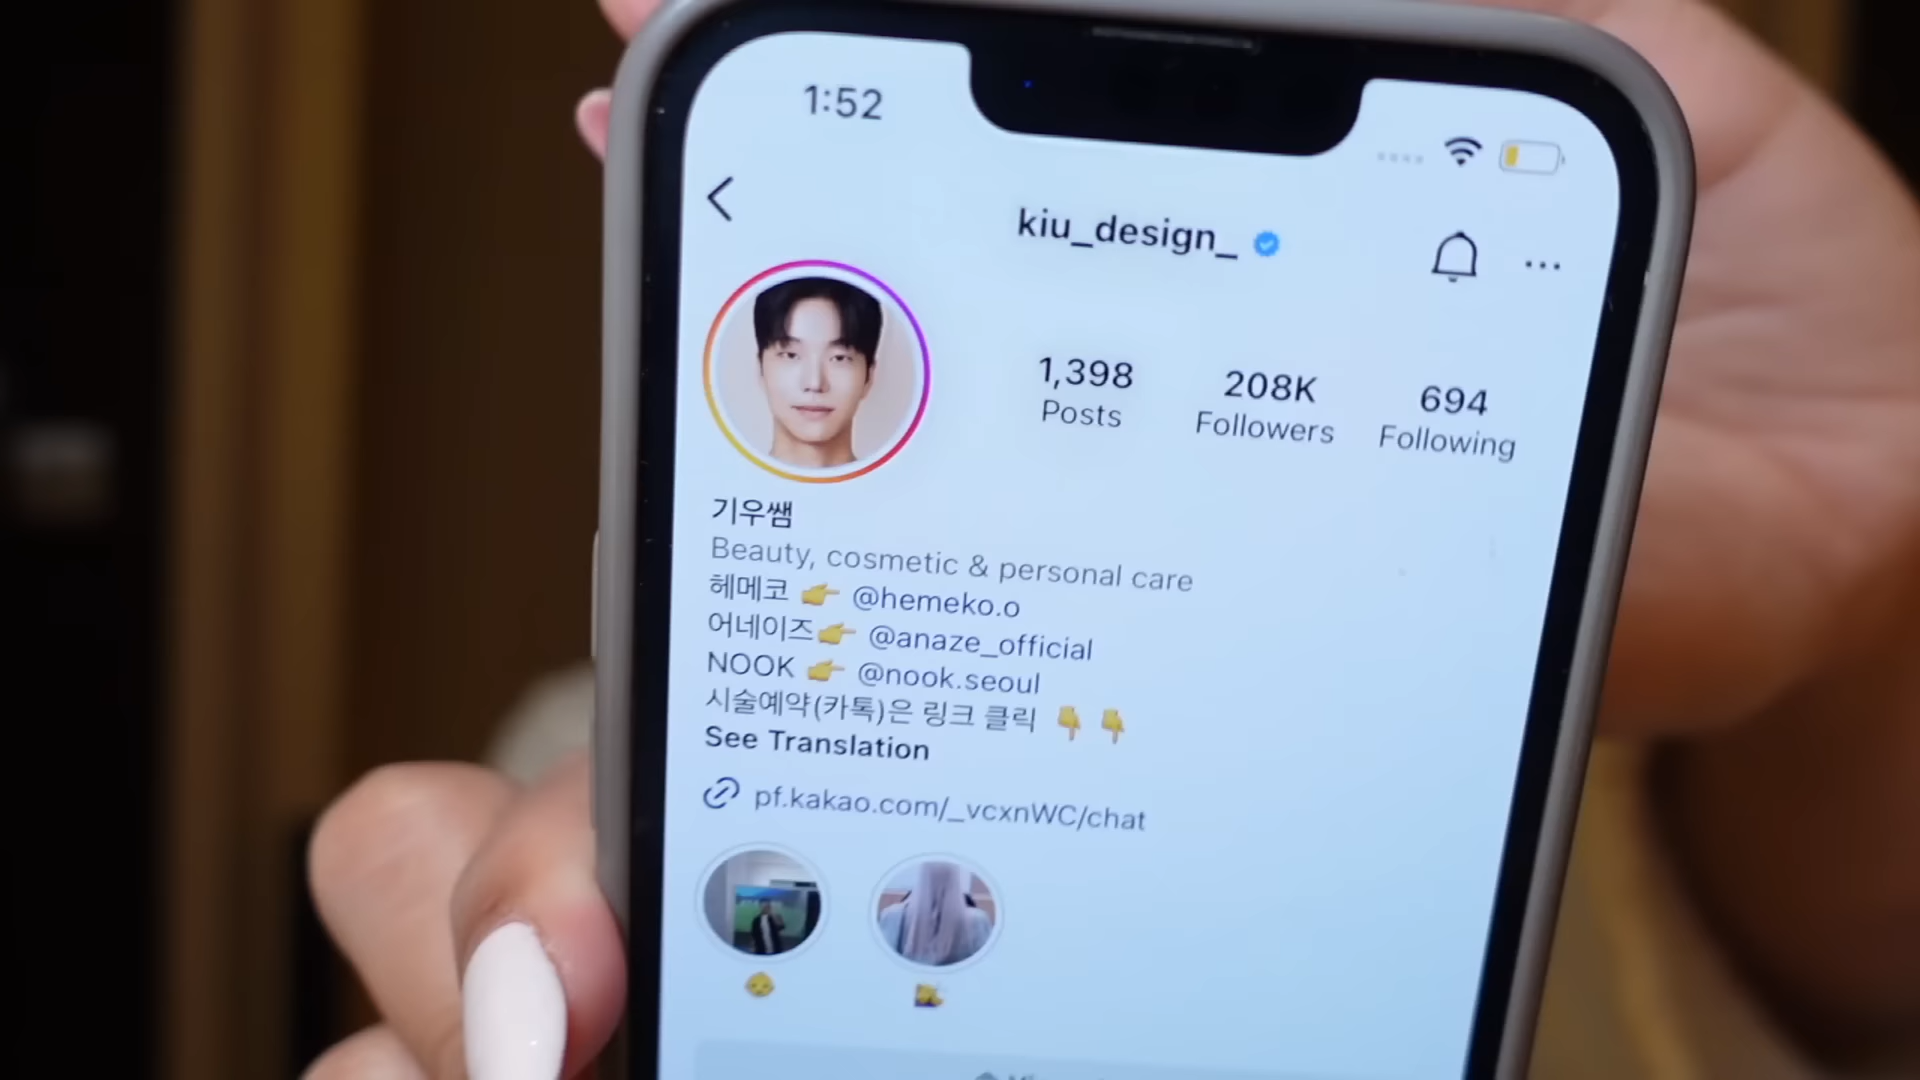 1:52
kiu_design_
1,398
Posts
208K
Followers
694
Following
기우쌤
Beauty, cosmetic & personal care
헤메코 👉 @hemeko.o
어네이즈👉 @anaze_official
NOOK 👉 @nook.seoul
시술예약(카톡)은 링크 클릭 👇 👇
See Translation
pf.kakao.com/_vcxnWC/chat